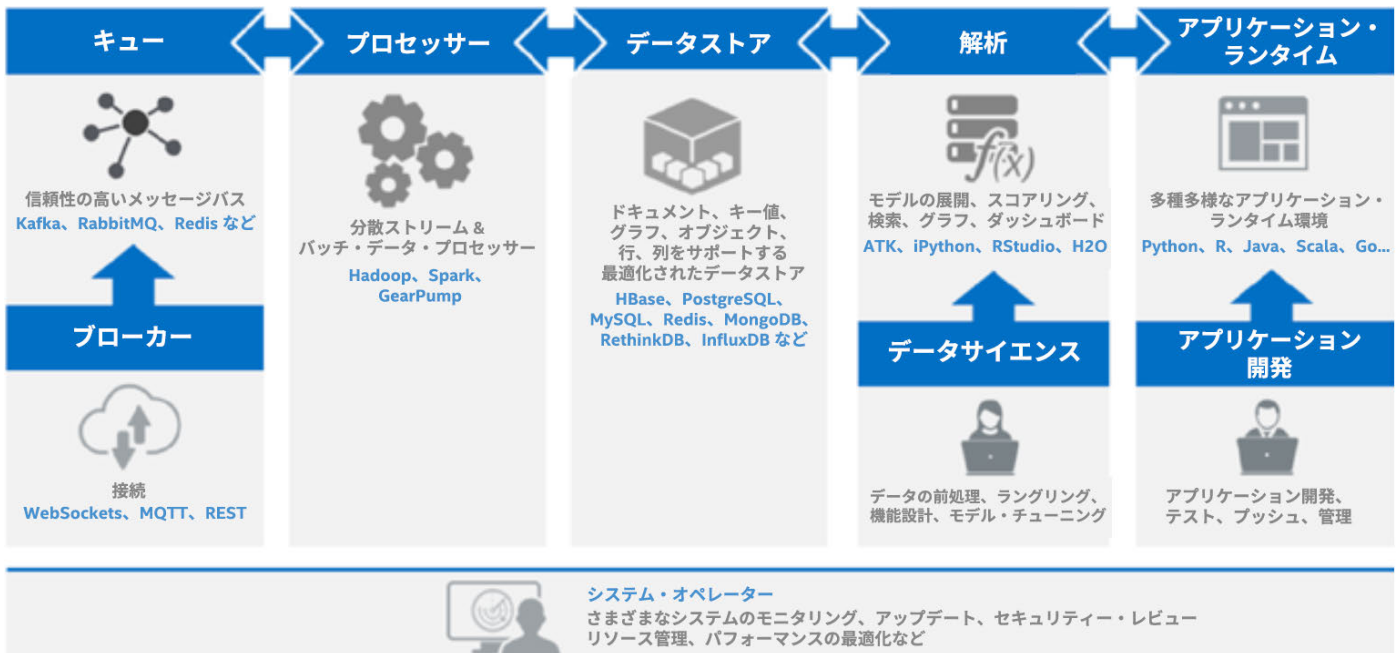 キュー
信頼性の高いメッセージバス
Kafka、RabbitMQ、Redis など
ブローカー
接続
WebSockets、MQTT、REST
プロセッサー
分散ストリーム &
バッチ・データ・プロセッサー
Hadoop、Spark、
GearPump
データストア
ドキュメント、キー値、
グラフ、オブジェクト、
行、列をサポートする
最適化されたデータストア
HBase、PostgreSQL、
MySQL、Redis、MongoDB、
RethinkDB、InfluxDB など
解析
f(x)
モデルの展開、スコアリング、
検索、グラフ、ダッシュボード
ATK、iPython、RStudio、H2O
データサイエンス
データの前処理、ラングリング、
機能設計、モデル・チューニング
アプリケーション・
ランタイム
多種多様なアプリケーション・
ランタイム環境
Python、R、Java、Scala、Go...
アプリケーション
開発
アプリケーション開発、
テスト、プッシュ、管理
システム・オペレーター
さまざまなシステムのモニタリング、アップデート、セキュリティー・レビュー
リソース管理、パフォーマンスの最適化など